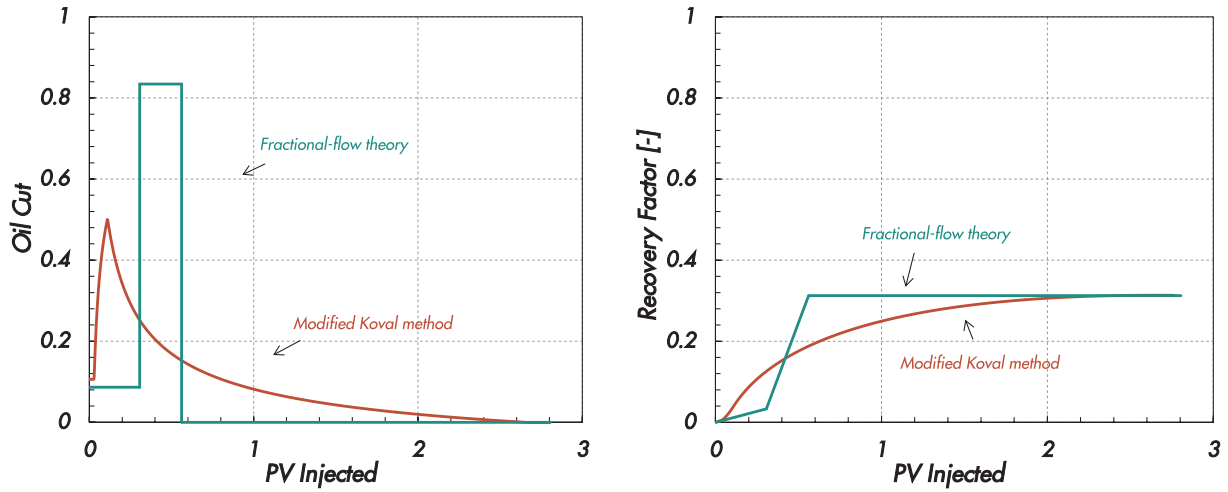 1
0.8
0.6
0.4
0.2
0
Oil Cut
Fractional-flow theory
Modified Koval method
0
1
2
3
PV Injected
1
0.8
0.6
0.4
0.2
0
Recovery Factor [-]
Fractional-flow theory
Modified Koval method
0
1
2
3
PV Injected